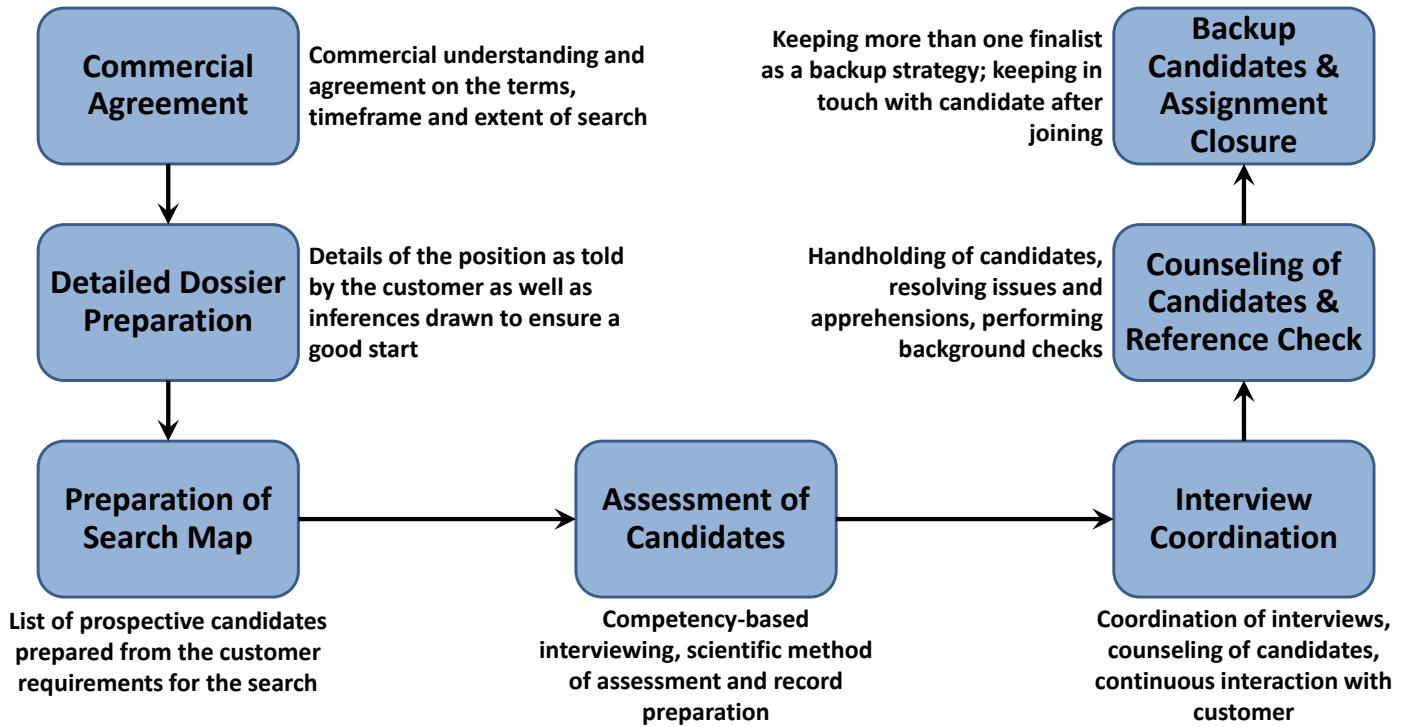 Commercial
Agreement
Commercial understanding and
agreement on the terms,
timeframe and extent of search
Detailed Dossier
Preparation
Details of the position as told
by the customer as well as
inferences drawn to ensure a
good start
Preparation of
Search Map
List of prospective candidates
prepared from the customer
requirements for the search
Assessment of
Candidates
Competency-based
interviewing, scientific method
of assessment and record
preparation
Interview
Coordination
Coordination of interviews,
counseling of candidates,
continuous interaction with
customer
Counseling of
Candidates &
Reference Check
Handholding of candidates,
resolving issues and
apprehensions, performing
background checks
Backup
Candidates &
Assignment
Closure
Keeping more than one finalist
as a backup strategy; keeping in
touch with candidate after
joining